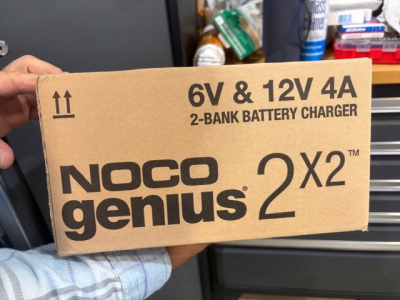 6V & 12V 4A
2-BANK BATTERY CHARGER
NOCO
genius® 2X2™